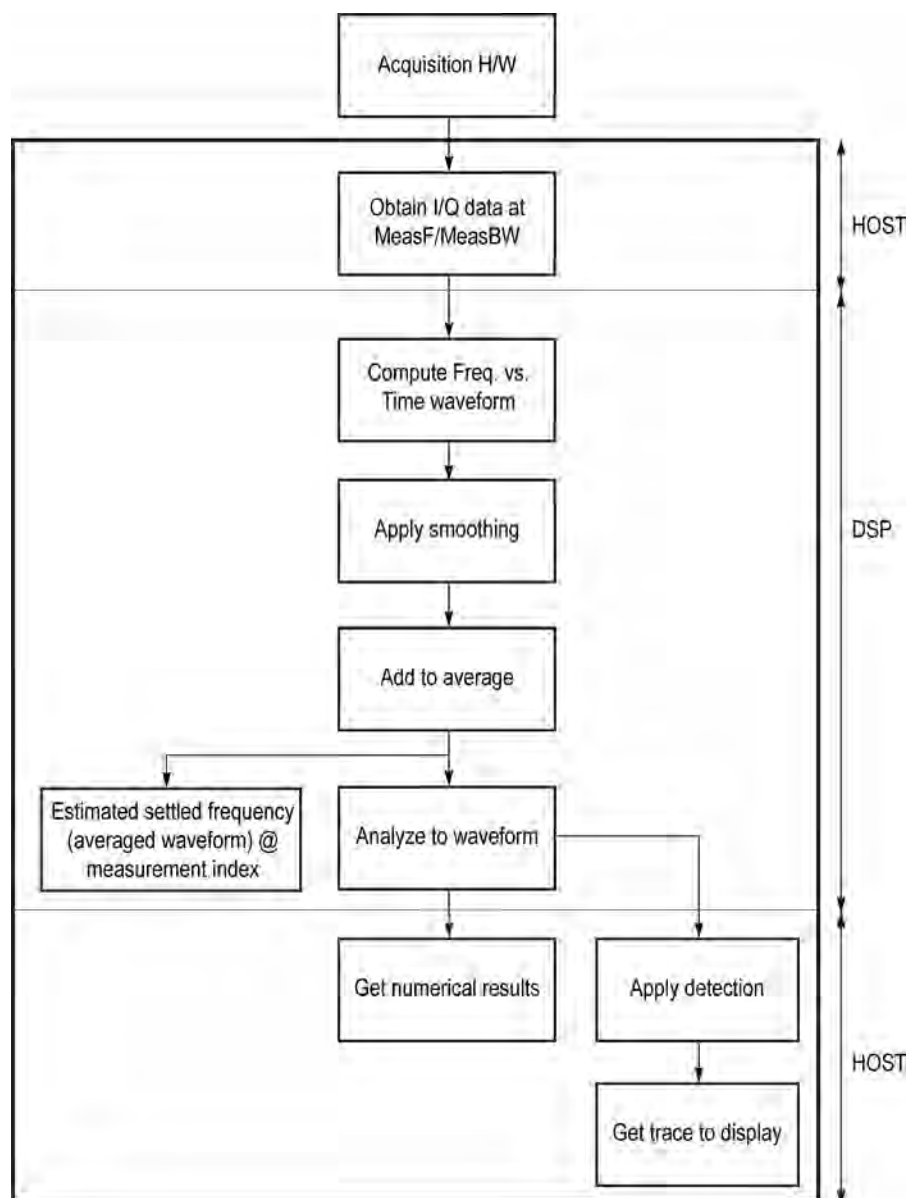 Acquisition H/W
Obtain I/Q data at
MeasF/MeasBW
HOST
Compute Freq. vs.
Time waveform
Apply smoothing
DSP
Add to average
Estimated settled frequency
(averaged waveform) @
measurement index
Analyze to waveform
Get numerical results
Apply detection
HOST
Get trace to display